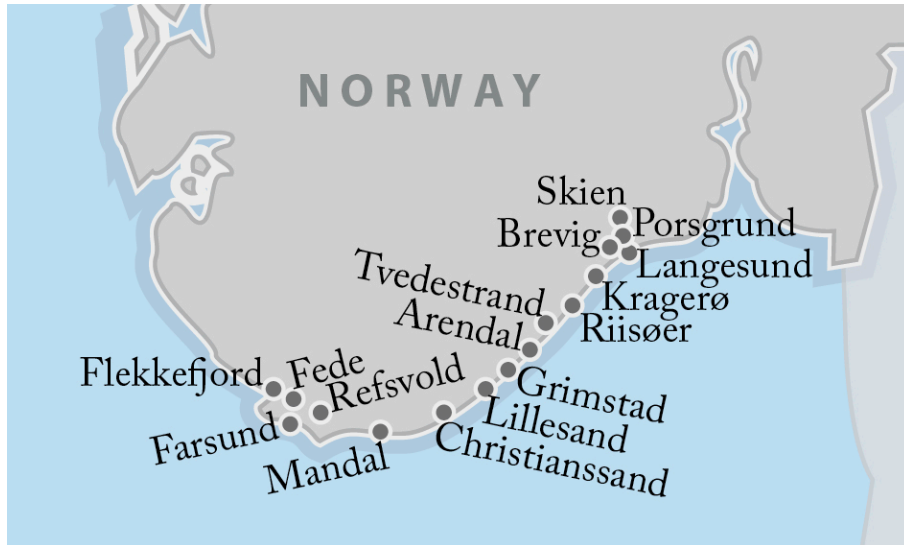 NORWAY
Skien
Porsgrund
Brevig
Langesund
Tvedestrand
Kragerø
Arendal
Riisøer
Flekkefjord
Fede
Refsvold
Grimstad
Lillesand
Farsund
Christianssand
Mandal